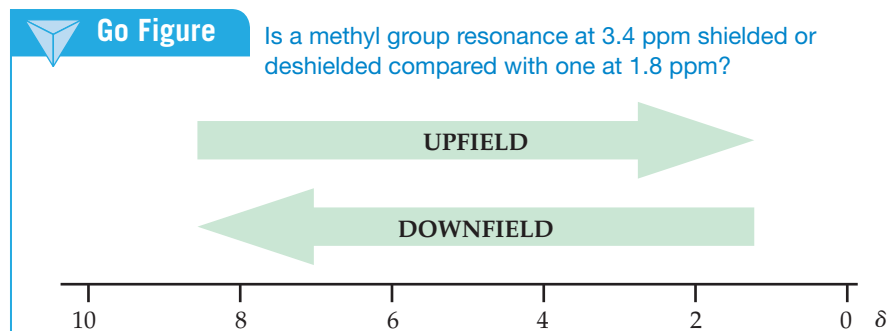 Go Figure
Is a methyl group resonance at 3.4 ppm shielded or
deshielded compared with one at 1.8 ppm?
UPFIELD
DOWNFIELD
10 8 6 4 2 0 δ